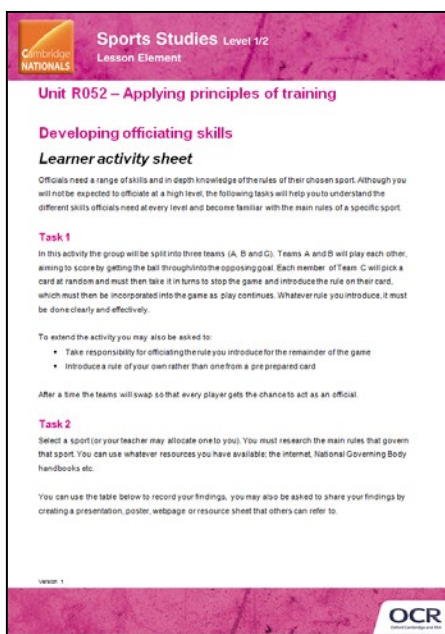 Cambridge
NATIONALS
Sports Studies Level 1/2
Lesson Element
Unit R052 – Applying principles of training
Developing officiating skills
Learner activity sheet
Officials need a range of skills and in depth knowledge of the rules of their chosen sport. Although you
will not be expected to officiate at a high level, the following tasks will help you to understand the
different skills officials need at every level and become familiar with the main rules of a specific sport.
Task 1
In this activity the group will be split into three teams (A, B and C). Teams A and B will play each other,
aiming to score by getting the ball through/into the opposing goal. Each member of Team C will pick a
card at random and must then take it in turns to stop the game and introduce the rule on their card,
which must then be incorporated into the game as play continues. Whatever rule you introduce, it must
be done clearly and effectively.
To extend the activity you may also be asked to:
• Take responsibility for officiating the rule you introduce for the remainder of the game
• Introduce a rule of your own rather than one from a pre prepared card
After a time the teams will swap so that every player gets the chance to act as an official.
Task 2
Select a sport (or your teacher may allocate one to you). You must research the main rules that govern
that sport. You can use whatever resources you have available; the internet, National Governing Body
handbooks etc.
You can use the table below to record your findings, you may also be asked to share your findings by
creating a presentation, poster, webpage or resource sheet that others can refer to.
Version 1
OCR
Oxford Cambridge and RSA